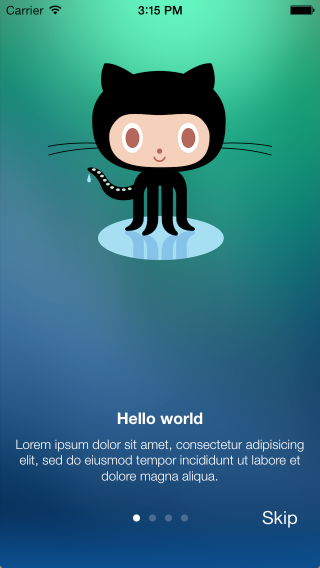 Carrier 3:15 PM
Hello world
Lorem ipsum dolor sit amet, consectetur adipisicing
elit, sed do eiusmod tempor incididunt ut labore et
dolore magna aliqua.
Skip